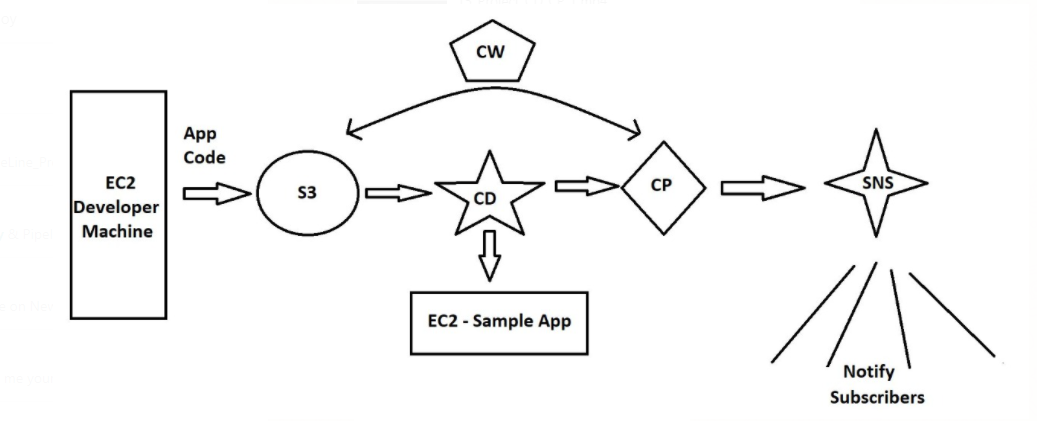 CW
App
Code
EC2
Developer
Machine
S3
CD
CP
SNS
EC2 - Sample App
Notify
Subscribers